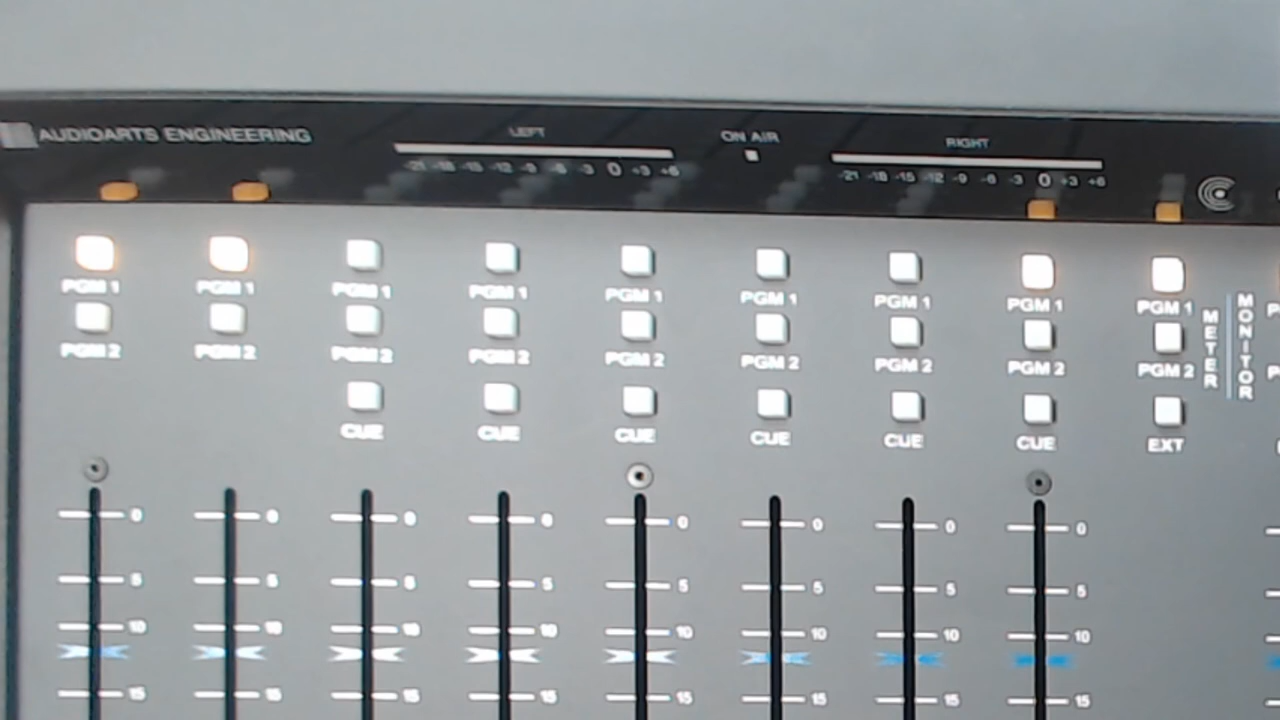 AUDIOARTS ENGINEERING
LEFT
ON AIR
RIGHT
-21 -18 -15 -12 -9 -6 -3 0 +3 +6
-21 -18 -15 -12 -9 -6 -3 0 +3 +6
PGM 1 PGM 1 PGM 1 PGM 1 PGM 1 PGM 1 PGM 1 PGM 1 PGM 1
PGM 2 PGM 2 PGM 2 PGM 2 PGM 2 PGM 2 PGM 2 PGM 2 PGM 2
METER
MONITOR
CUE CUE CUE CUE CUE CUE EXT
0 0 0 0 0 0 0 0
5 5 5 5 5 5 5 5
10 10 10 10 10 10 10 10
15 15 15 15 15 15 15 15